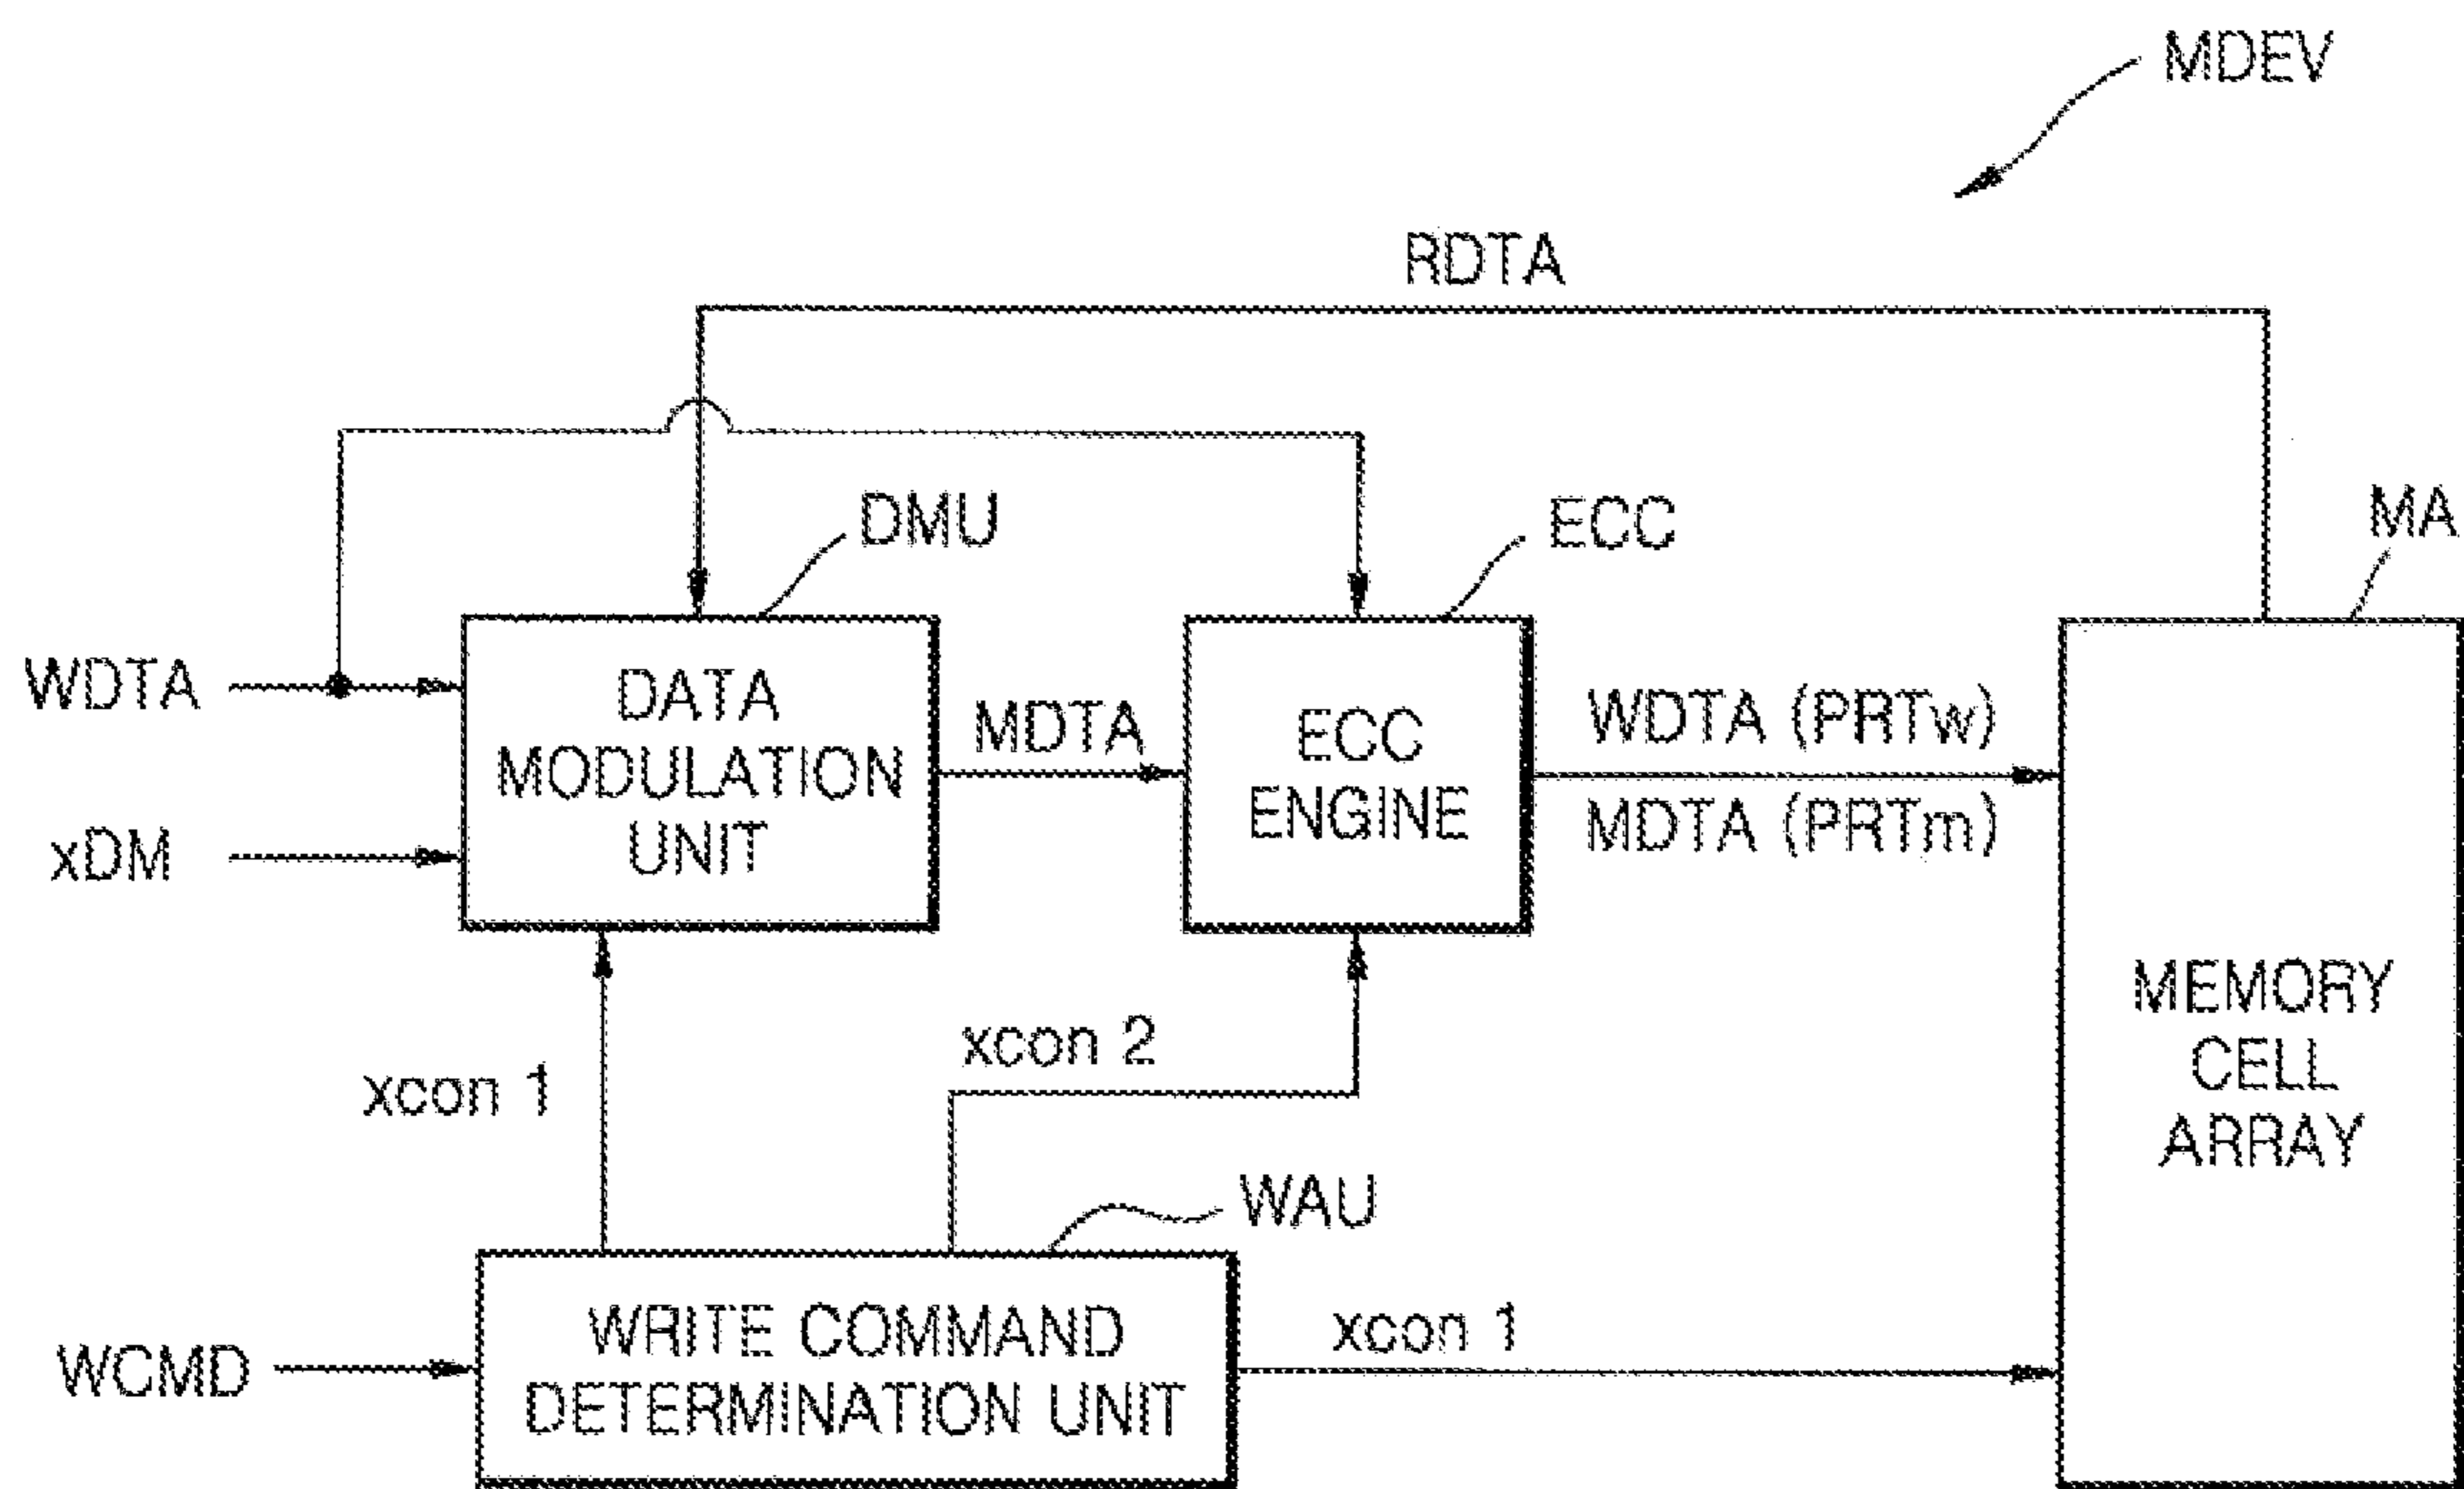 MDEV
RDTA
DMU
ECC
MA
WDTA
xDM
DATA
MODULATION
UNIT
MDTA
ECC
ENGINE
WDTA (PRTw)
MDTA (PRTm)
MEMORY
CELL
ARRAY
xcon 1
xcon 2
WAU
WCMD
WRITE COMMAND
DETERMINATION UNIT
xcon 1